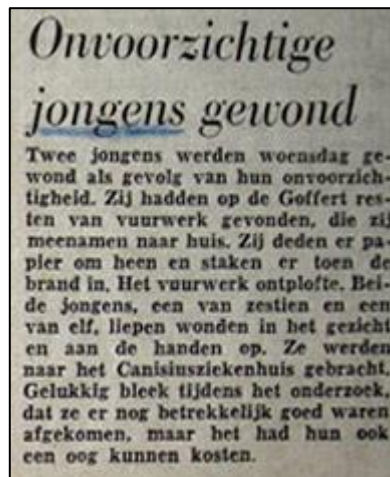 Onvoorzichtige
jongens gewond
Twee jongens werden woensdag ge-
wond als gevolg van hun onvoorzich-
tigheid. Zij hadden op de Goffert res-
ten van vuurwerk gevonden, die zij
meenamen naar huis. Zij deden er pa-
pier om heen en staken er toen de
brand in. Het vuurwerk ontplofte. Bei-
de jongens, een van zestien en een
van elf, liepen wonden in het gezicht
en aan de handen op. Ze werden
naar het Canisiusziekenhuis gebracht.
Gelukkig bleek tijdens het onderzoek,
dat ze er nog betrekkelijk goed waren
afgekomen, maar het had hun ook
een oog kunnen kosten.